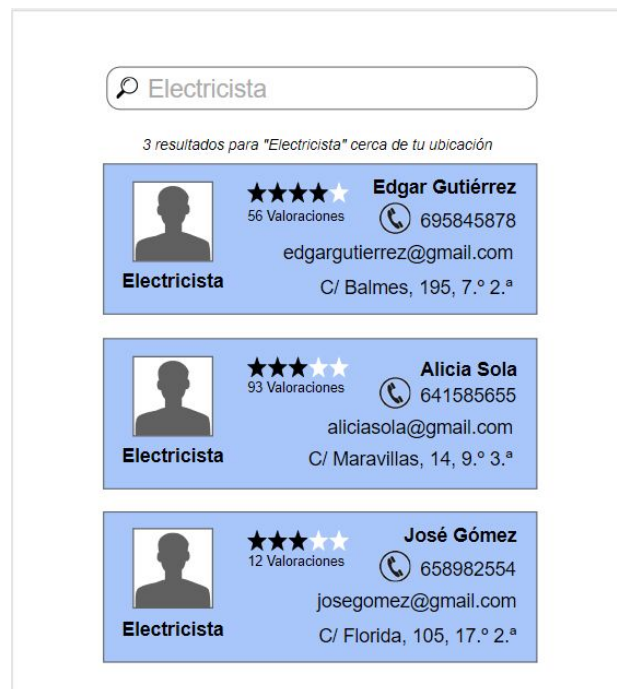 Electricista
3 resultados para "Electricista" cerca de tu ubicación
Edgar Gutiérrez
56 Valoraciones
695845878
edgargutierrez@gmail.com
Electricista
C/ Balmes, 195, 7.º 2.ª
Alicia Sola
93 Valoraciones
641585655
aliciasola@gmail.com
Electricista
C/ Maravillas, 14, 9.º 3.ª
José Gómez
12 Valoraciones
658982554
josegomez@gmail.com
Electricista
C/ Florida, 105, 17.º 2.ª